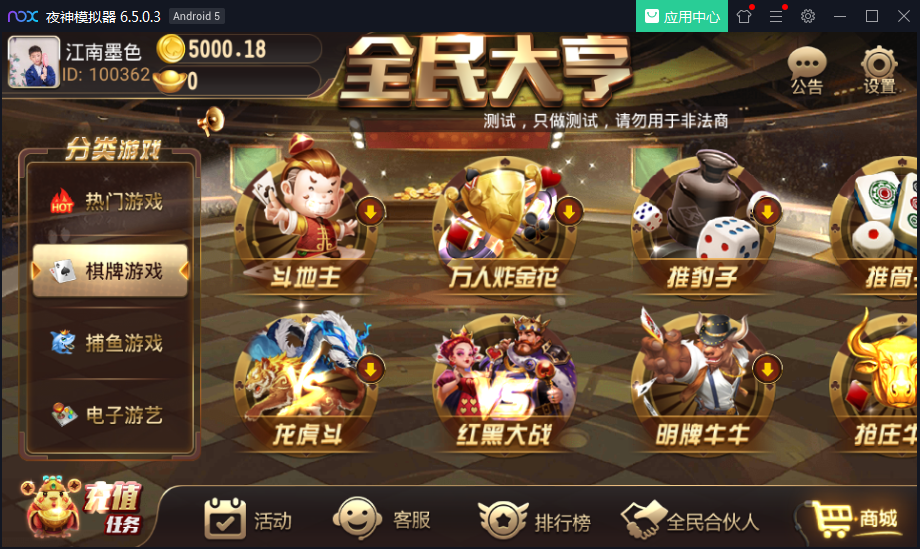 nox 夜神模拟器 6.5.0.3 Android 5 应用中心
江南墨色 5000.18
ID: 100362 0
全民大亨
公告 设置
测试，只做测试，请勿用于非法商
分类游戏
HOT 热门游戏
棋牌游戏
捕鱼游戏
电子游艺
斗地主 万人炸金花 推豹子 推筒
龙虎斗 VS 红黑大战 明牌牛牛 抢庄牛
充值
任务
活动 客服 排行榜 全民合伙人 商城